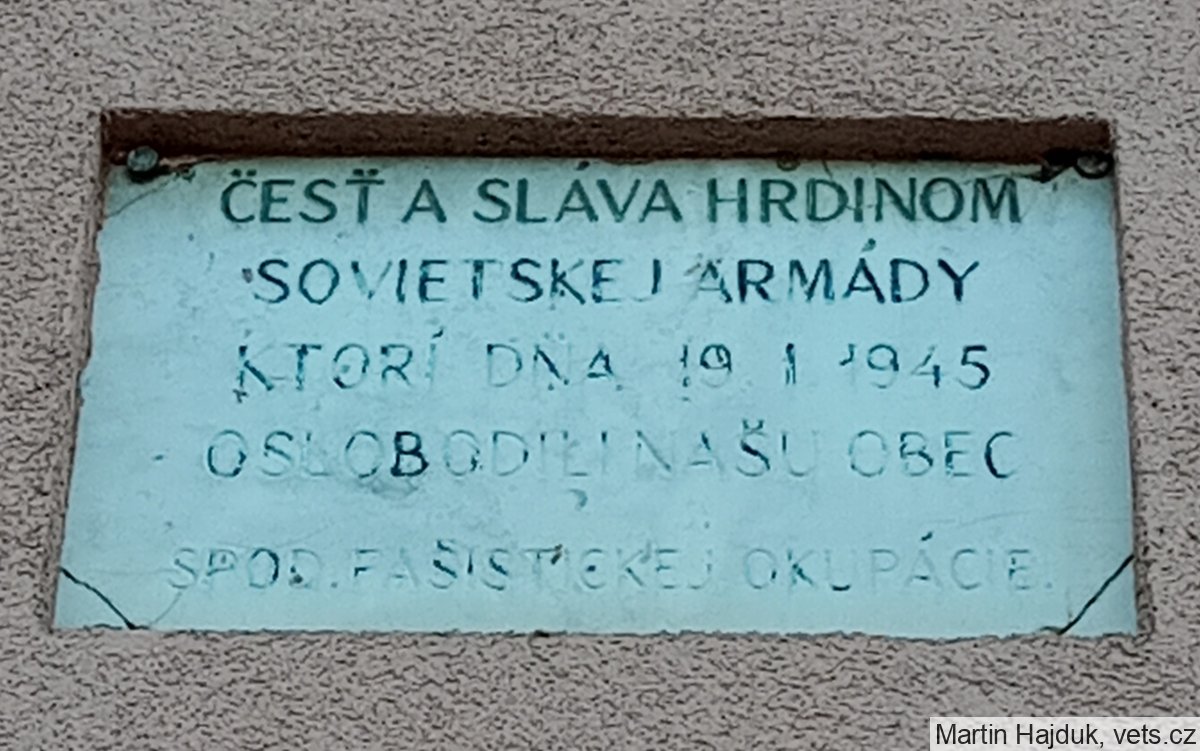 ČESŤ A SLÁVA HRDINOM
SOVIETSKEJ ARMÁDY
KTORÍ DŇA 19. 1. 1945
OSLOBODILI NAŠU OBEC
SPOD FAŠISTICKEJ OKUPÁCIE.
Martin Hajduk, vets.cz